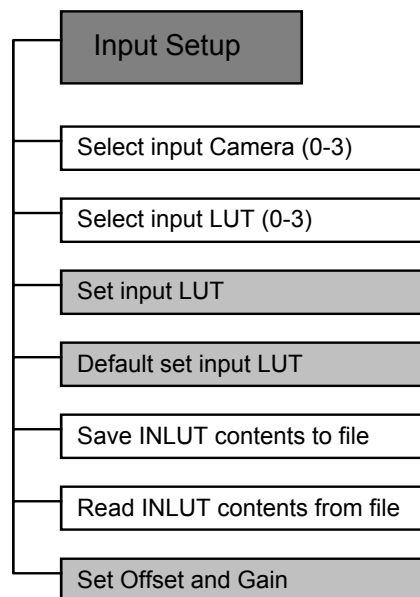 Input Setup
Select input Camera (0-3)
Select input LUT (0-3)
Set input LUT
Default set input LUT
Save INLUT contents to file
Read INLUT contents from file
Set Offset and Gain